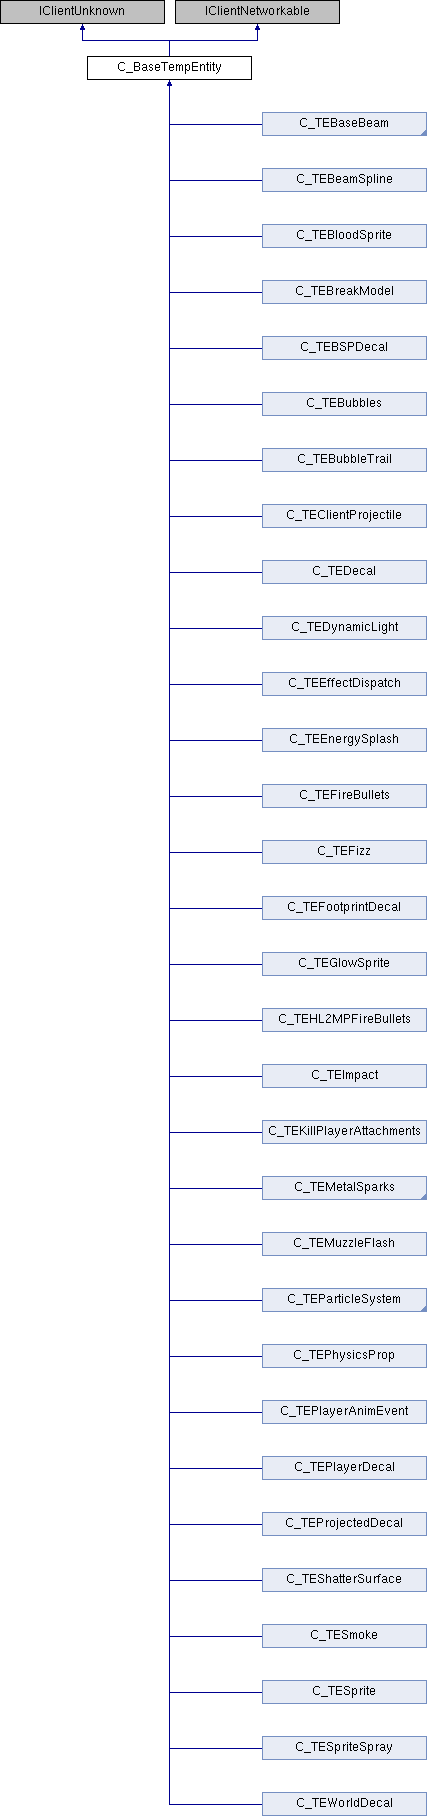 IClientUnknown
IClientNetworkable
C_BaseTempEntity
C_TEBaseBeam
C_TEBeamSpline
C_TEBloodSprite
C_TEBreakModel
C_TEBSPDecal
C_TEBubbles
C_TEBubbleTrail
C_TEClientProjectile
C_TEDecal
C_TEDynamicLight
C_TEEffectDispatch
C_TEEnergySplash
C_TEFireBullets
C_TEFizz
C_TEFootprintDecal
C_TEGlowSprite
C_TEHL2MPFireBullets
C_TEImpact
C_TEKillPlayerAttachments
C_TEMetalSparks
C_TEMuzzleFlash
C_TEParticleSystem
C_TEPhysicsProp
C_TEPlayerAnimEvent
C_TEPlayerDecal
C_TEProjectedDecal
C_TEShatterSurface
C_TESmoke
C_TESprite
C_TESpriteSpray
C_TEWorldDecal